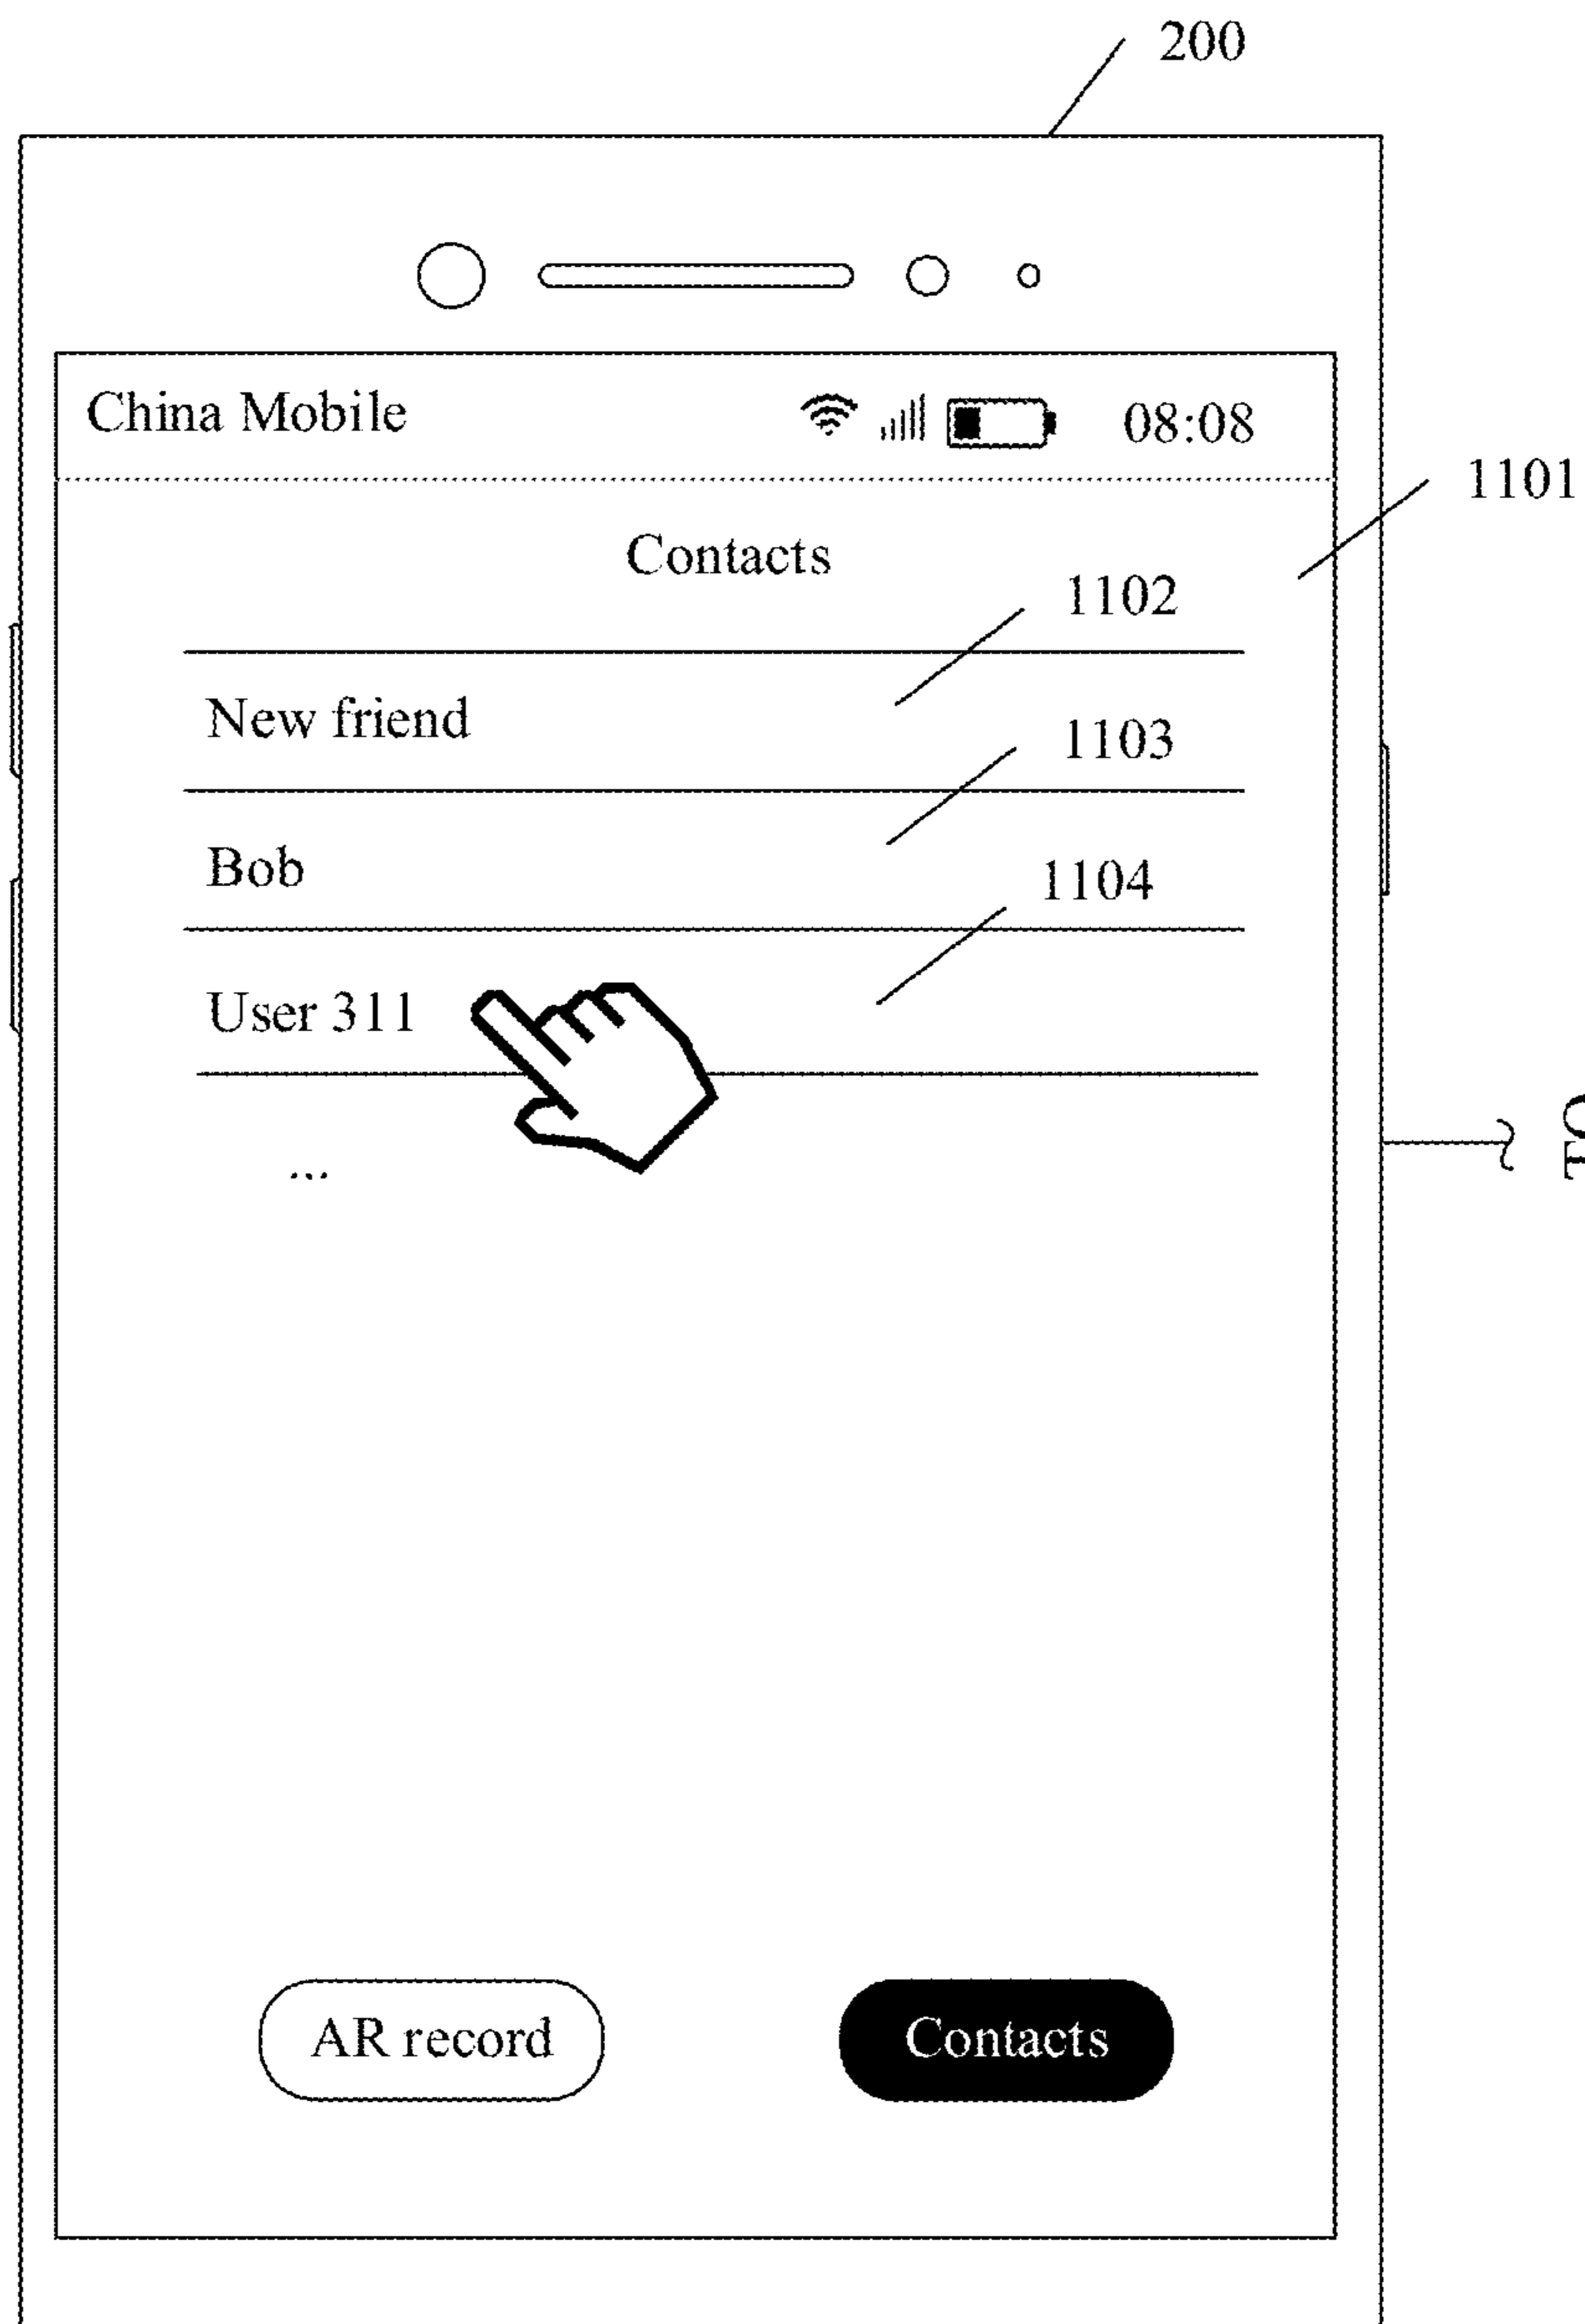 200
China Mobile 08:08
1101
Contacts
1102
New friend
1103
Bob
1104
User 311
...
AR record Contacts